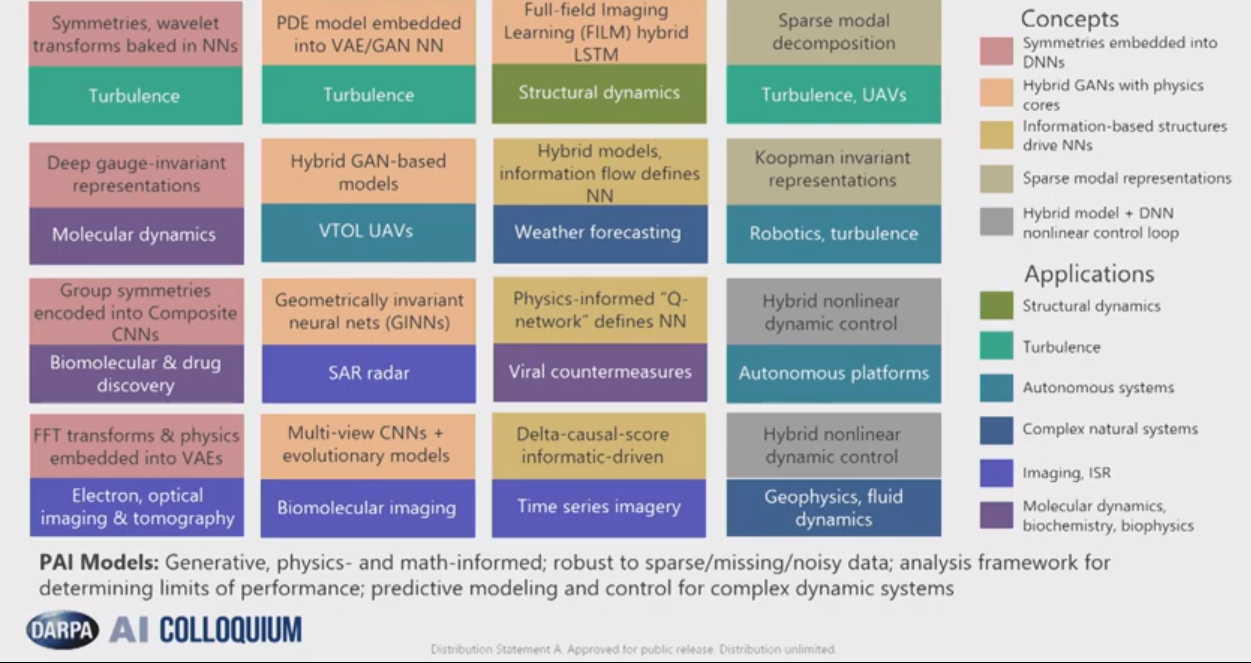 Symmetries, wavelet
transforms baked in NNs
Turbulence
PDE model embedded
into VAE/GAN NN
Turbulence
Full-field Imaging
Learning (FILM) hybrid
LSTM
Structural dynamics
Sparse modal
decomposition
Turbulence, UAVs
Deep gauge-invariant
representations
Molecular dynamics
Hybrid GAN-based
models
VTOL UAVs
Hybrid models,
information flow defines
NN
Weather forecasting
Koopman invariant
representations
Robotics, turbulence
Group symmetries
encoded into Composite
CNNs
Biomolecular & drug
discovery
Geometrically invariant
neural nets (GINNs)
SAR radar
Physics-informed “Q-
network” defines NN
Viral countermeasures
Hybrid nonlinear
dynamic control
Autonomous platforms
FFT transforms & physics
embedded into VAEs
Electron, optical
imaging & tomography
Multi-view CNNs +
evolutionary models
Biomolecular imaging
Delta-causal-score
informatic-driven
Time series imagery
Hybrid nonlinear
dynamic control
Geophysics, fluid
dynamics
Concepts
Symmetries embedded into
DNNs
Hybrid GANs with physics
cores
Information-based structures
drive NNs
Sparse modal representations
Hybrid model + DNN
nonlinear control loop
Applications
Structural dynamics
Turbulence
Autonomous systems
Complex natural systems
Imaging, ISR
Molecular dynamics,
biochemistry, biophysics
PAI Models: Generative, physics- and math-informed; robust to sparse/missing/noisy data; analysis framework for
determining limits of performance; predictive modeling and control for complex dynamic systems
DARPA AI COLLOQUIUM
Distribution Statement A. Approved for public release. Distribution unlimited.